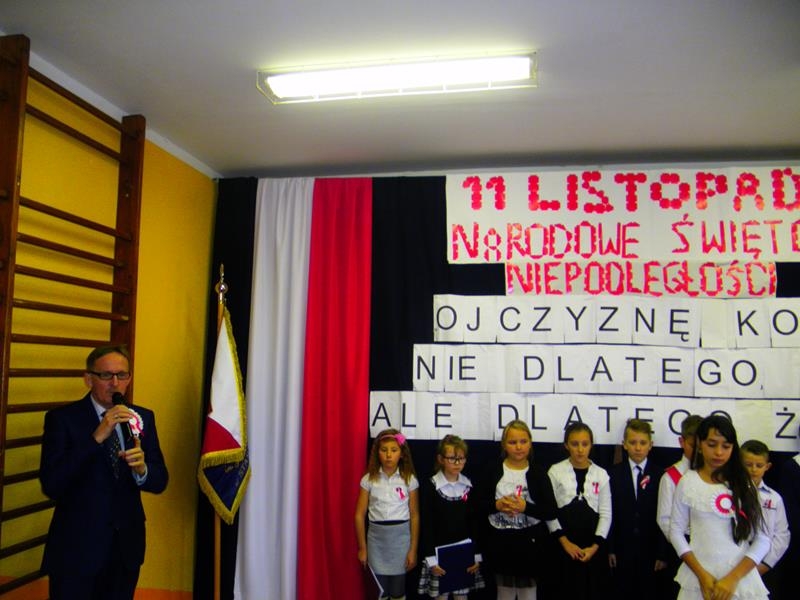 11 LISTOPAD
NARODOWE ŚWIĘTO
NIEPODLEGŁOŚCI
OJCZYZNĘ KO
NIE DLATEGO
ALE DLATEGO Ż